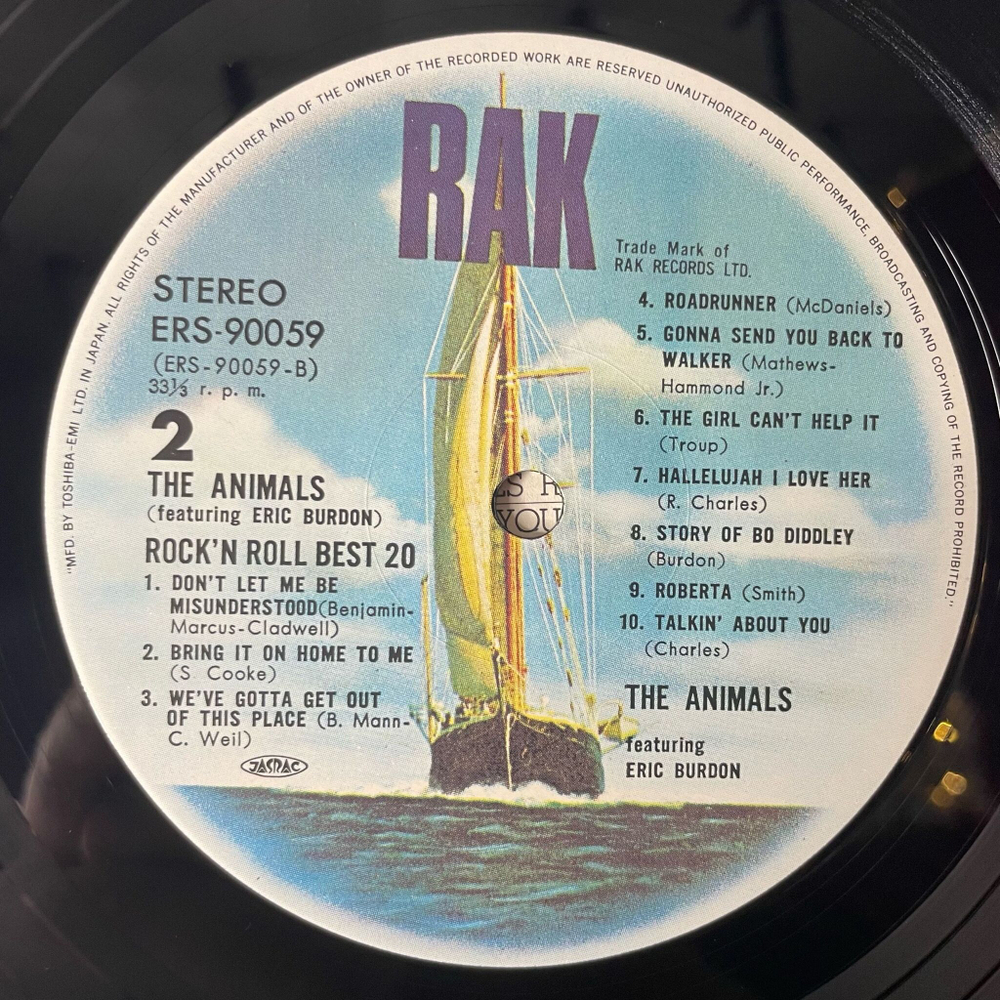 "MFD. BY TOSHIBA-EMI LTD. IN JAPAN. ALL RIGHTS OF THE MANUFACTURER AND OF THE OWNER OF THE RECORDED WORK ARE RESERVED UNAUTHORIZED PUBLIC PERFORMANCE, BROADCASTING AND COPYING OF THE RECORD PROHIBITED."
RAK
Trade Mark of
RAK RECORDS LTD.
STEREO
ERS-90059
(ERS-90059-B)
33⅓ r. p. m.
2
THE ANIMALS
(featuring ERIC BURDON)
ROCK'N ROLL BEST 20
1. DON'T LET ME BE
MISUNDERSTOOD(Benjamin-
Marcus-Cladwell)
2. BRING IT ON HOME TO ME
(S. Cooke)
3. WE'VE GOTTA GET OUT
OF THIS PLACE (B. Mann-
C. Weil)
JASRAC
4. ROADRUNNER (McDaniels)
5. GONNA SEND YOU BACK TO
WALKER (Mathews-
Hammond Jr.)
6. THE GIRL CAN'T HELP IT
(Troup)
7. HALLELUJAH I LOVE HER
(R. Charles)
8. STORY OF BO DIDDLEY
(Burdon)
9. ROBERTA (Smith)
10. TALKIN' ABOUT YOU
(Charles)
THE ANIMALS
featuring
ERIC BURDON
YOU